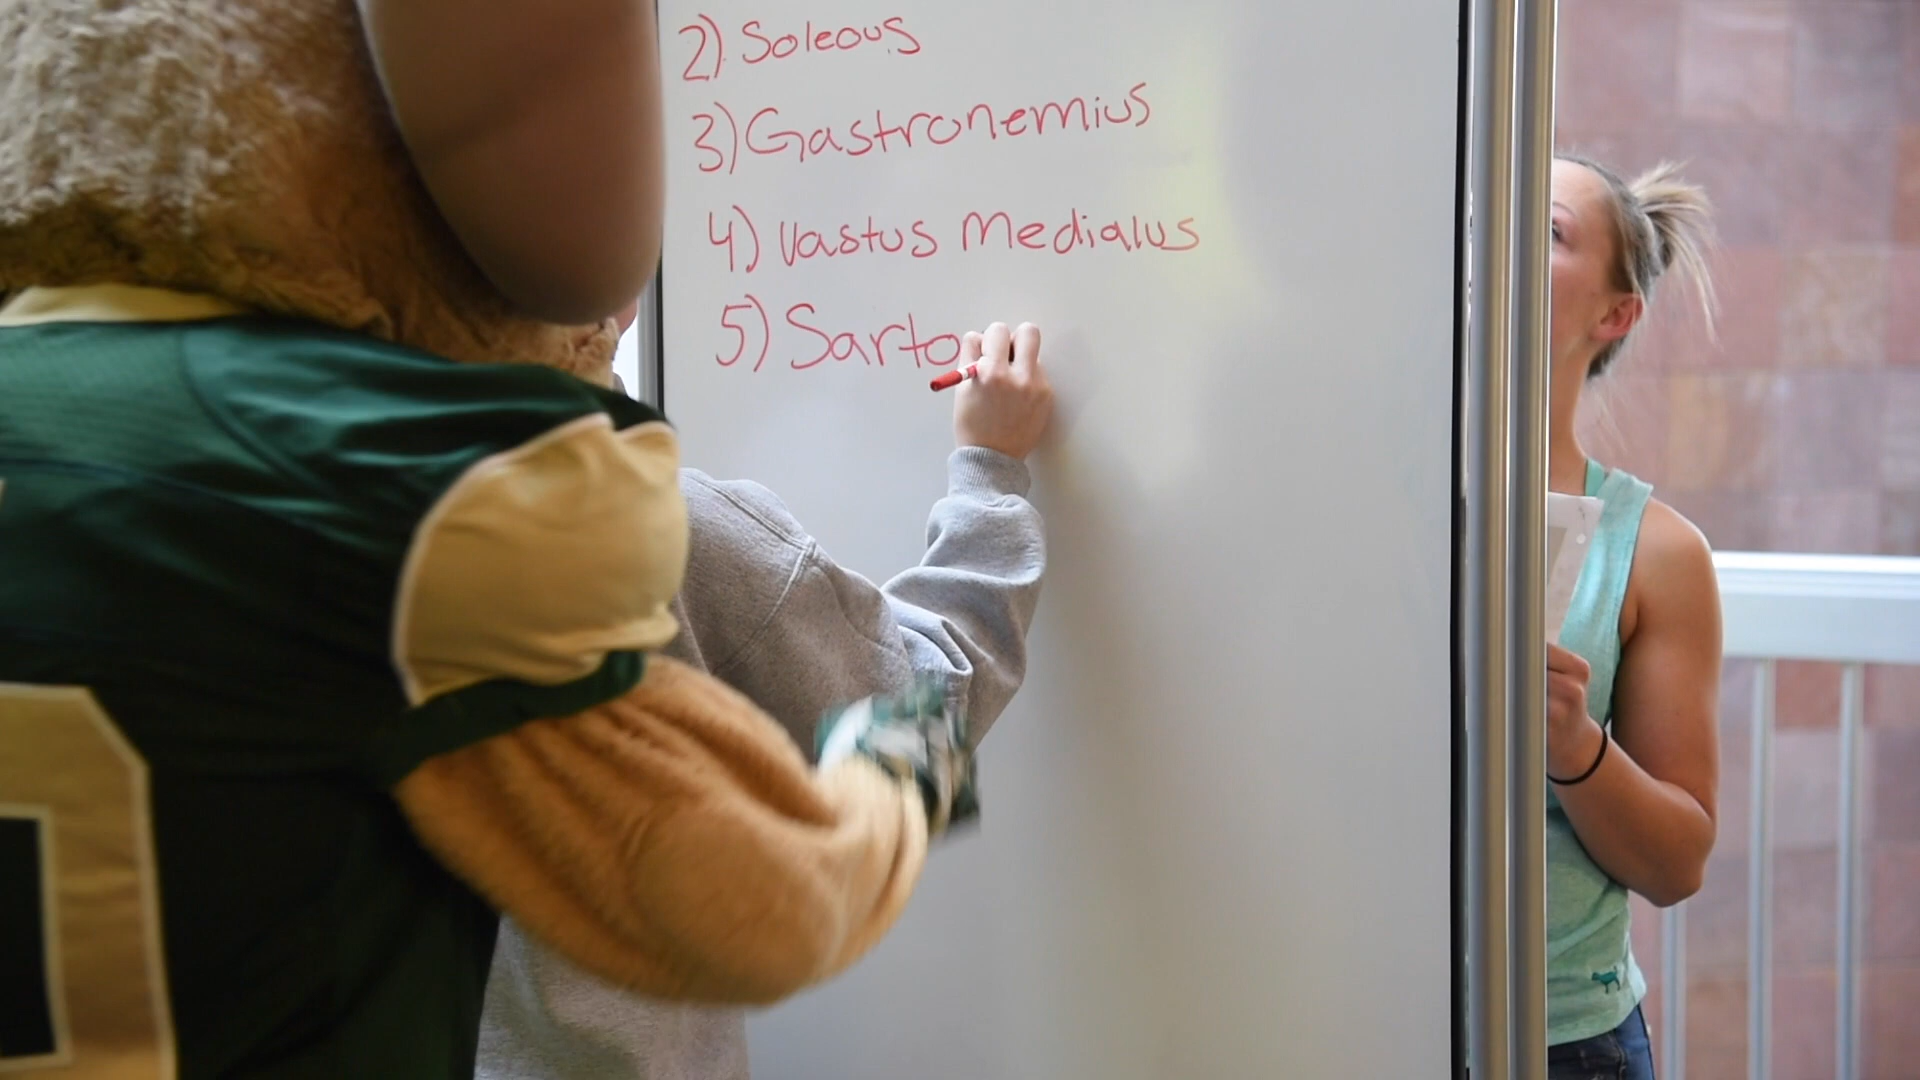 2) Soleous
3) Gastronemius
4) Vastus Medialus
5) Sarto